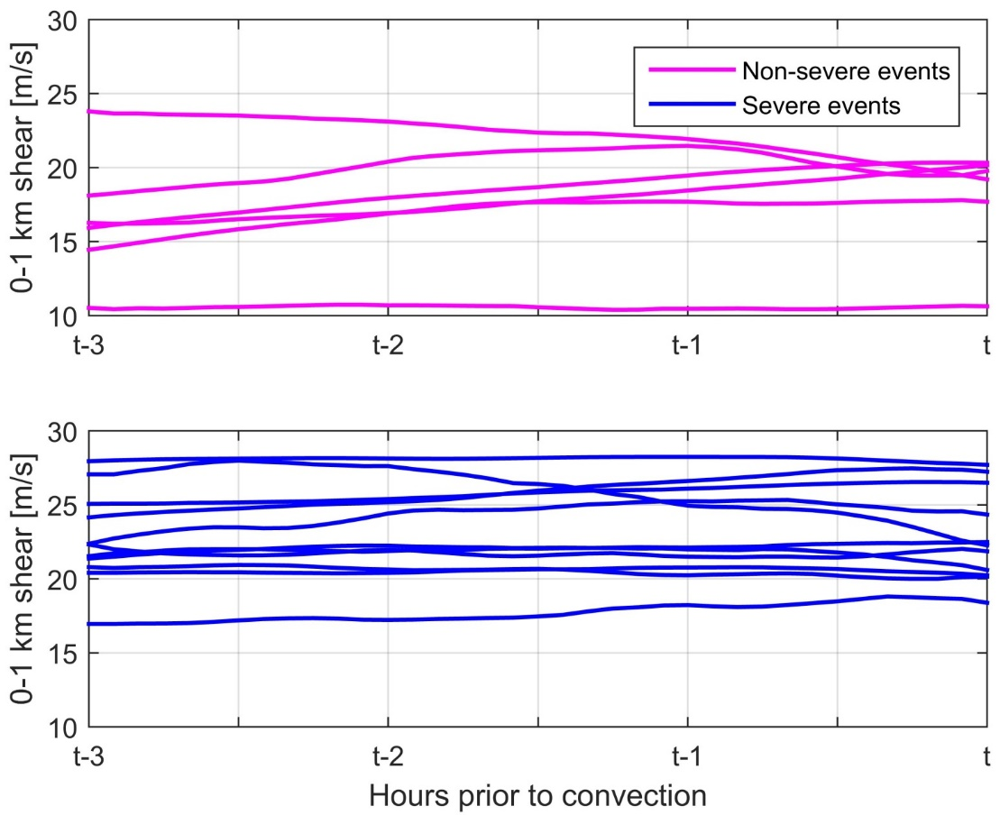 30
25
20
15
10
0-1 km shear [m/s]
Non-severe events
Severe events
t-3
t-2
t-1
t
30
25
20
15
10
0-1 km shear [m/s]
t-3
t-2
t-1
t
Hours prior to convection